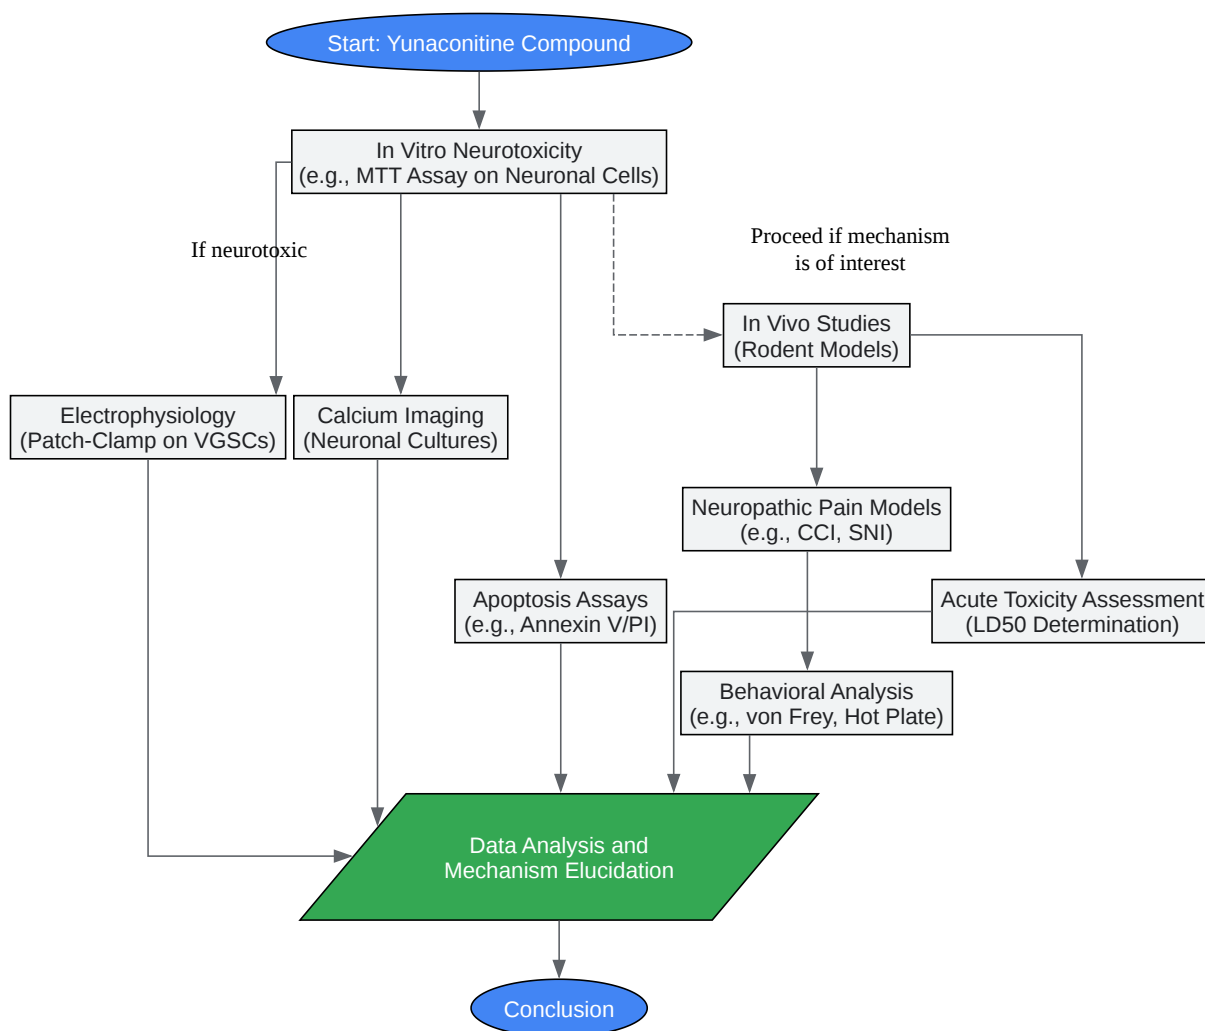 Start: Yunaconitine Compound
In Vitro Neurotoxicity
(e.g., MTT Assay on Neuronal Cells)
If neurotoxic
Proceed if mechanism
is of interest
In Vivo Studies
(Rodent Models)
Electrophysiology
(Patch-Clamp on VGSCs)
Calcium Imaging
(Neuronal Cultures)
Neuropathic Pain Models
(e.g., CCI, SNI)
Apoptosis Assays
(e.g., Annexin V/PI)
Acute Toxicity Assessment
(LD50 Determination)
Behavioral Analysis
(e.g., von Frey, Hot Plate)
Data Analysis and
Mechanism Elucidation
Conclusion